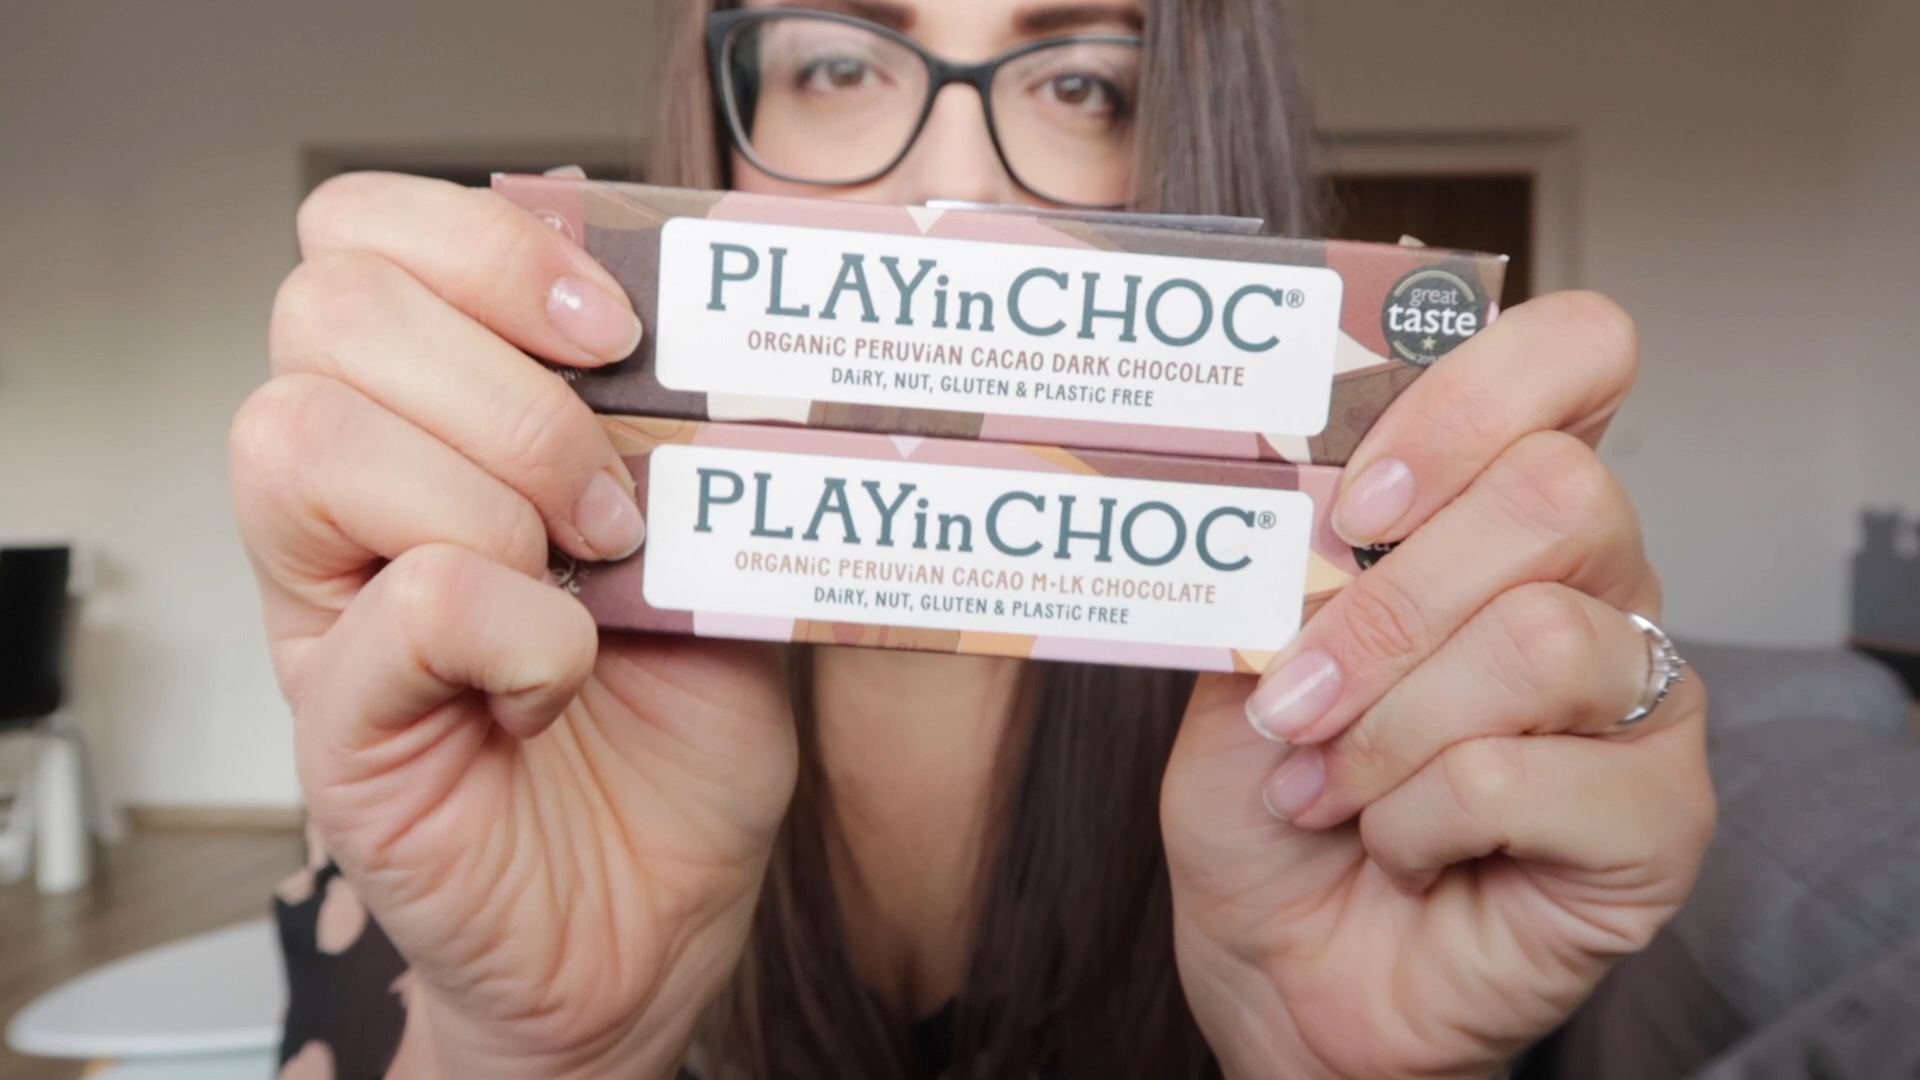 PLAYinCHOC®
ORGANiC PERUViAN CACAO DARK CHOCOLATE
DAiRY, NUT, GLUTEN & PLASTiC FREE
great
taste
PLAYinCHOC®
ORGANiC PERUViAN CACAO M·LK CHOCOLATE
DAiRY, NUT, GLUTEN & PLASTiC FREE